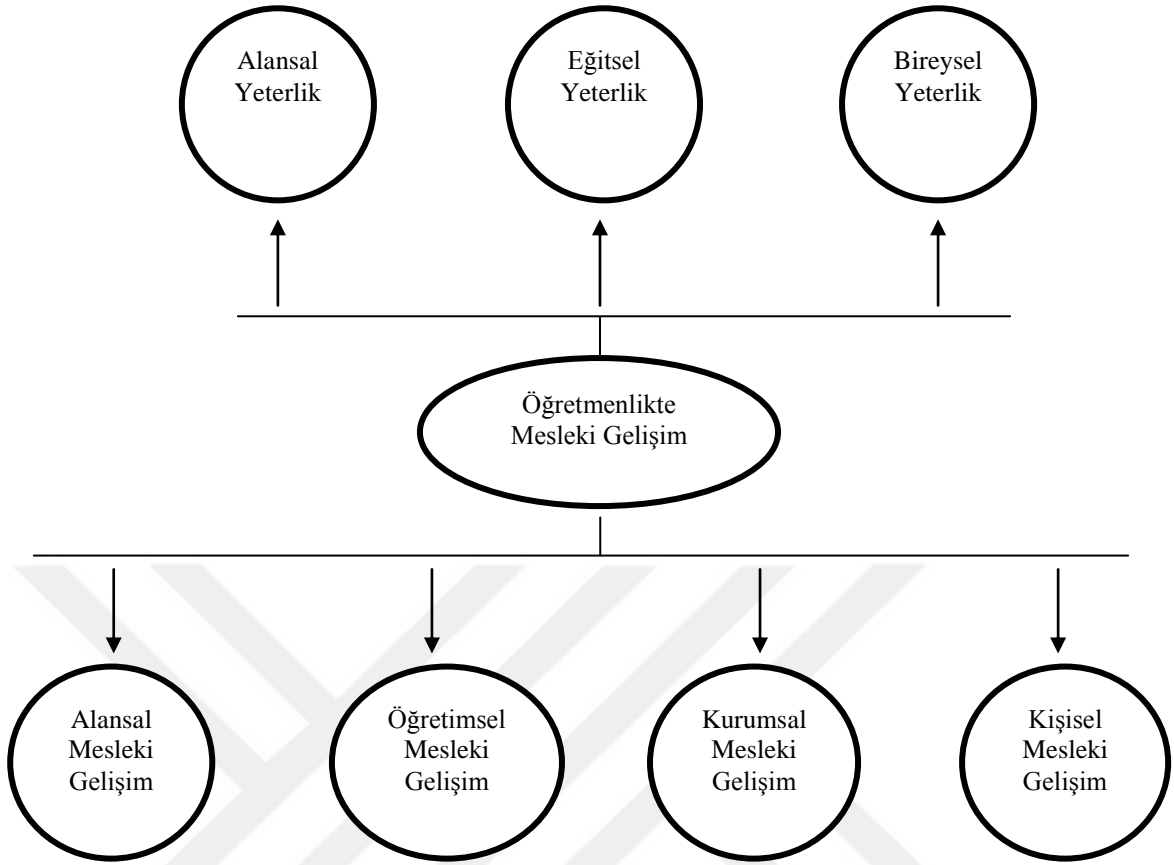 Alansal
Yeterlik
Eğitsel
Yeterlik
Bireysel
Yeterlik
Öğretmenlikte
Mesleki Gelişim
Alansal
Mesleki
Gelişim
Öğretimsel
Mesleki
Gelişim
Kurumsal
Mesleki
Gelişim
Kişisel
Mesleki
Gelişim